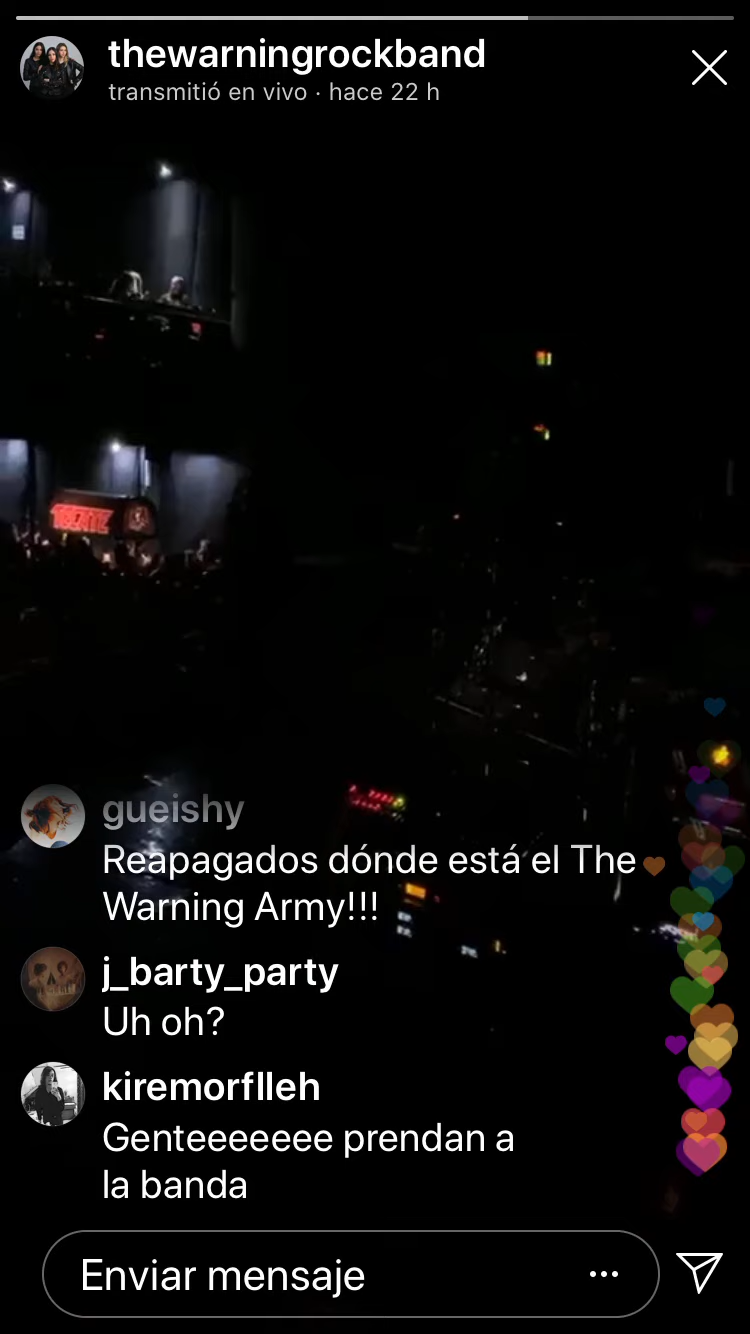 thewarningrockband
transmitió en vivo · hace 22 h
gueishy
Reapagados dónde está el The
Warning Army!!!
j_barty_party
Uh oh?
kiremorflleh
Genteeeeeeee prendan a
la banda
Enviar mensaje